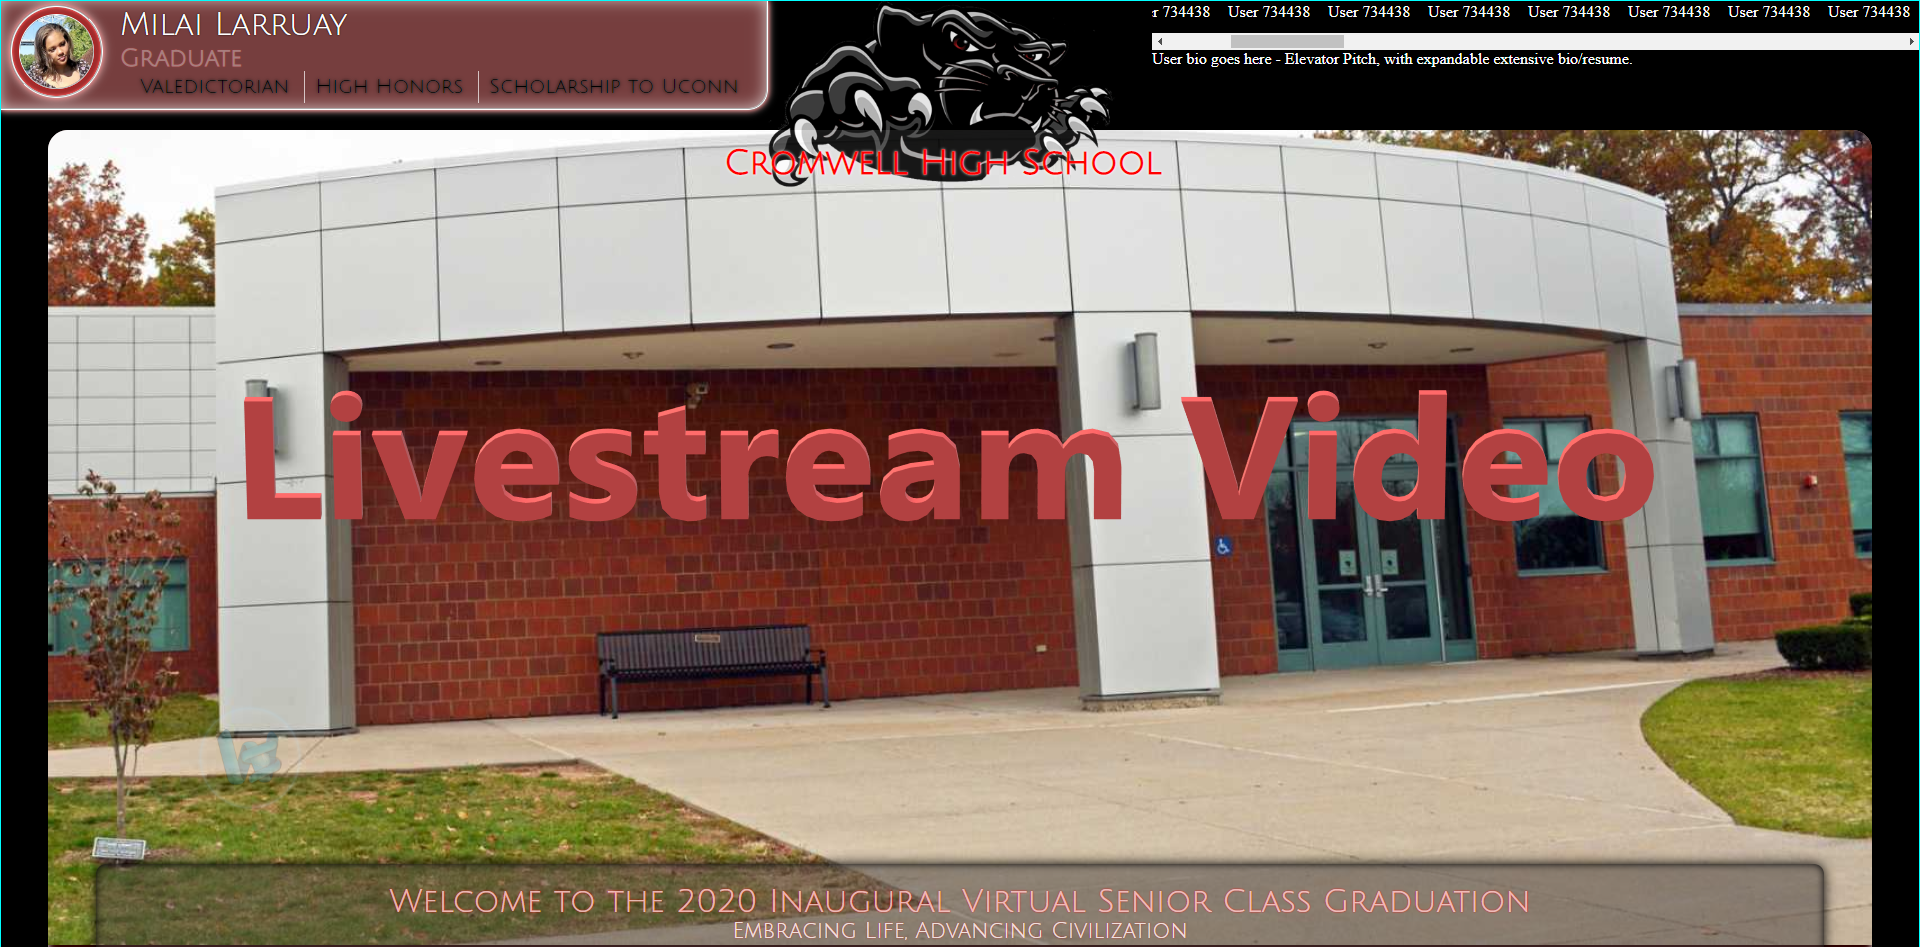 Milai Larruay
Graduate
Valedictorian
High Honors
Scholarship to Uconn
r 734438 User 734438 User 734438 User 734438 User 734438 User 734438 User 734438 User 734438
User bio goes here - Elevator Pitch, with expandable extensive bio/resume.
Cromwell High School
Livestream Video
Welcome to the 2020 Inaugural Virtual Senior Class Graduation
Embracing Life, Advancing Civilization